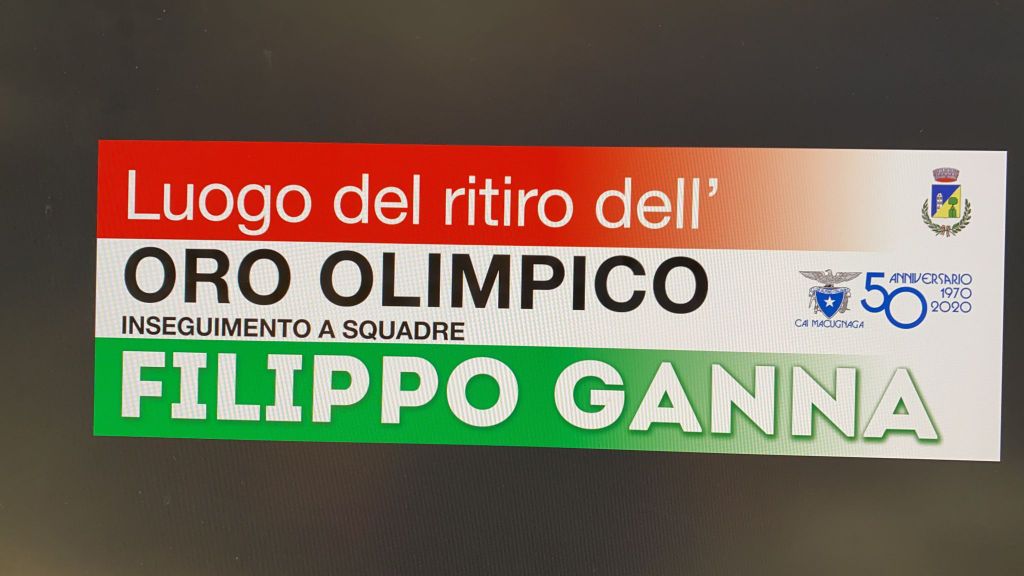 Luogo del ritiro dell'
ORO OLIMPICO
INSEGUIMENTO A SQUADRE
FILIPPO GANNA
50 ANNIVERSARIO
1970
2020
CAI MACUGNAGA